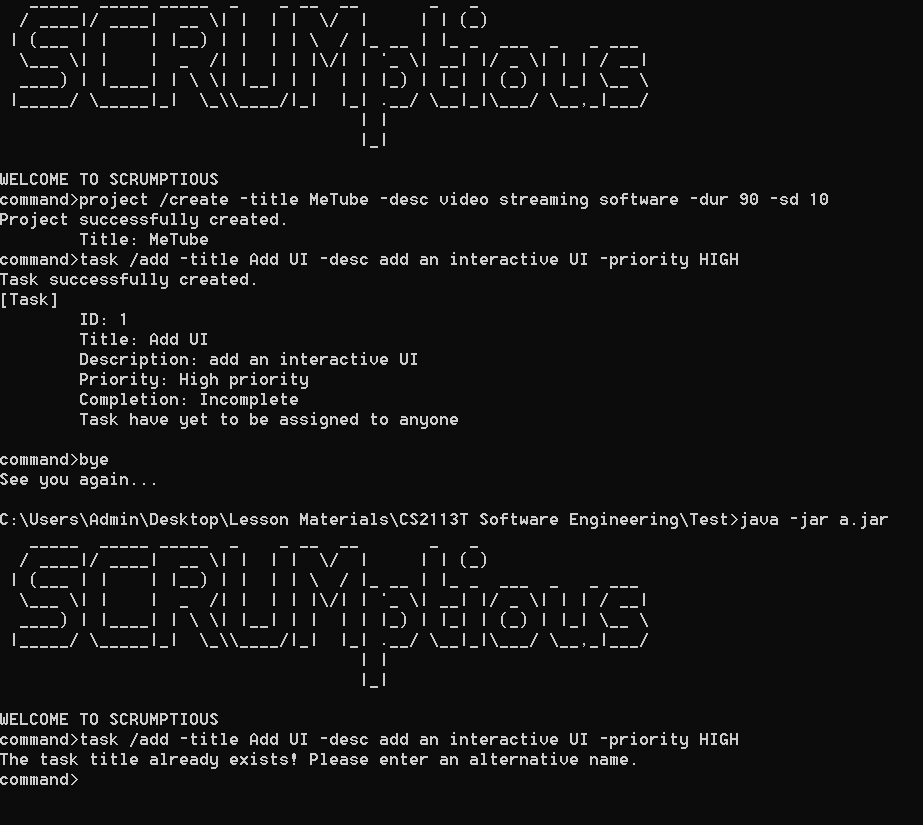 SCRUMptious
WELCOME TO SCRUMPTIOUS
command>project /create -title MeTube -desc video streaming software -dur 90 -sd 10
Project successfully created.
Title: MeTube
command>task /add -title Add UI -desc add an interactive UI -priority HIGH
Task successfully created.
[Task]
ID: 1
Title: Add UI
Description: add an interactive UI
Priority: High priority
Completion: Incomplete
Task have yet to be assigned to anyone
command>bye
See you again...
C:\Users\Admin\Desktop\Lesson Materials\CS2113T Software Engineering\Test>java -jar a.jar
SCRUMptious
WELCOME TO SCRUMPTIOUS
command>task /add -title Add UI -desc add an interactive UI -priority HIGH
The task title already exists! Please enter an alternative name.
command>